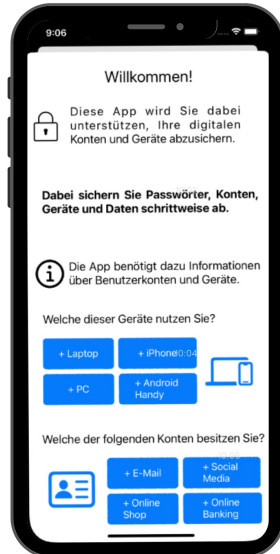 9:06
Willkommen!
Diese App wird Sie dabei
unterstützen, Ihre digitalen
Konten und Geräte abzusichern.
Dabei sichern Sie Passwörter, Konten,
Geräte und Daten schrittweise ab.
Die App benötigt dazu Informationen
über Benutzerkonten und Geräte.
Welche dieser Geräte nutzen Sie?
+ Laptop
+ iPhone
+ PC
+ Android
Handy
Welche der folgenden Konten besitzen Sie?
+ E-Mail
+ Social
Media
+ Online
Shop
+ Online
Banking